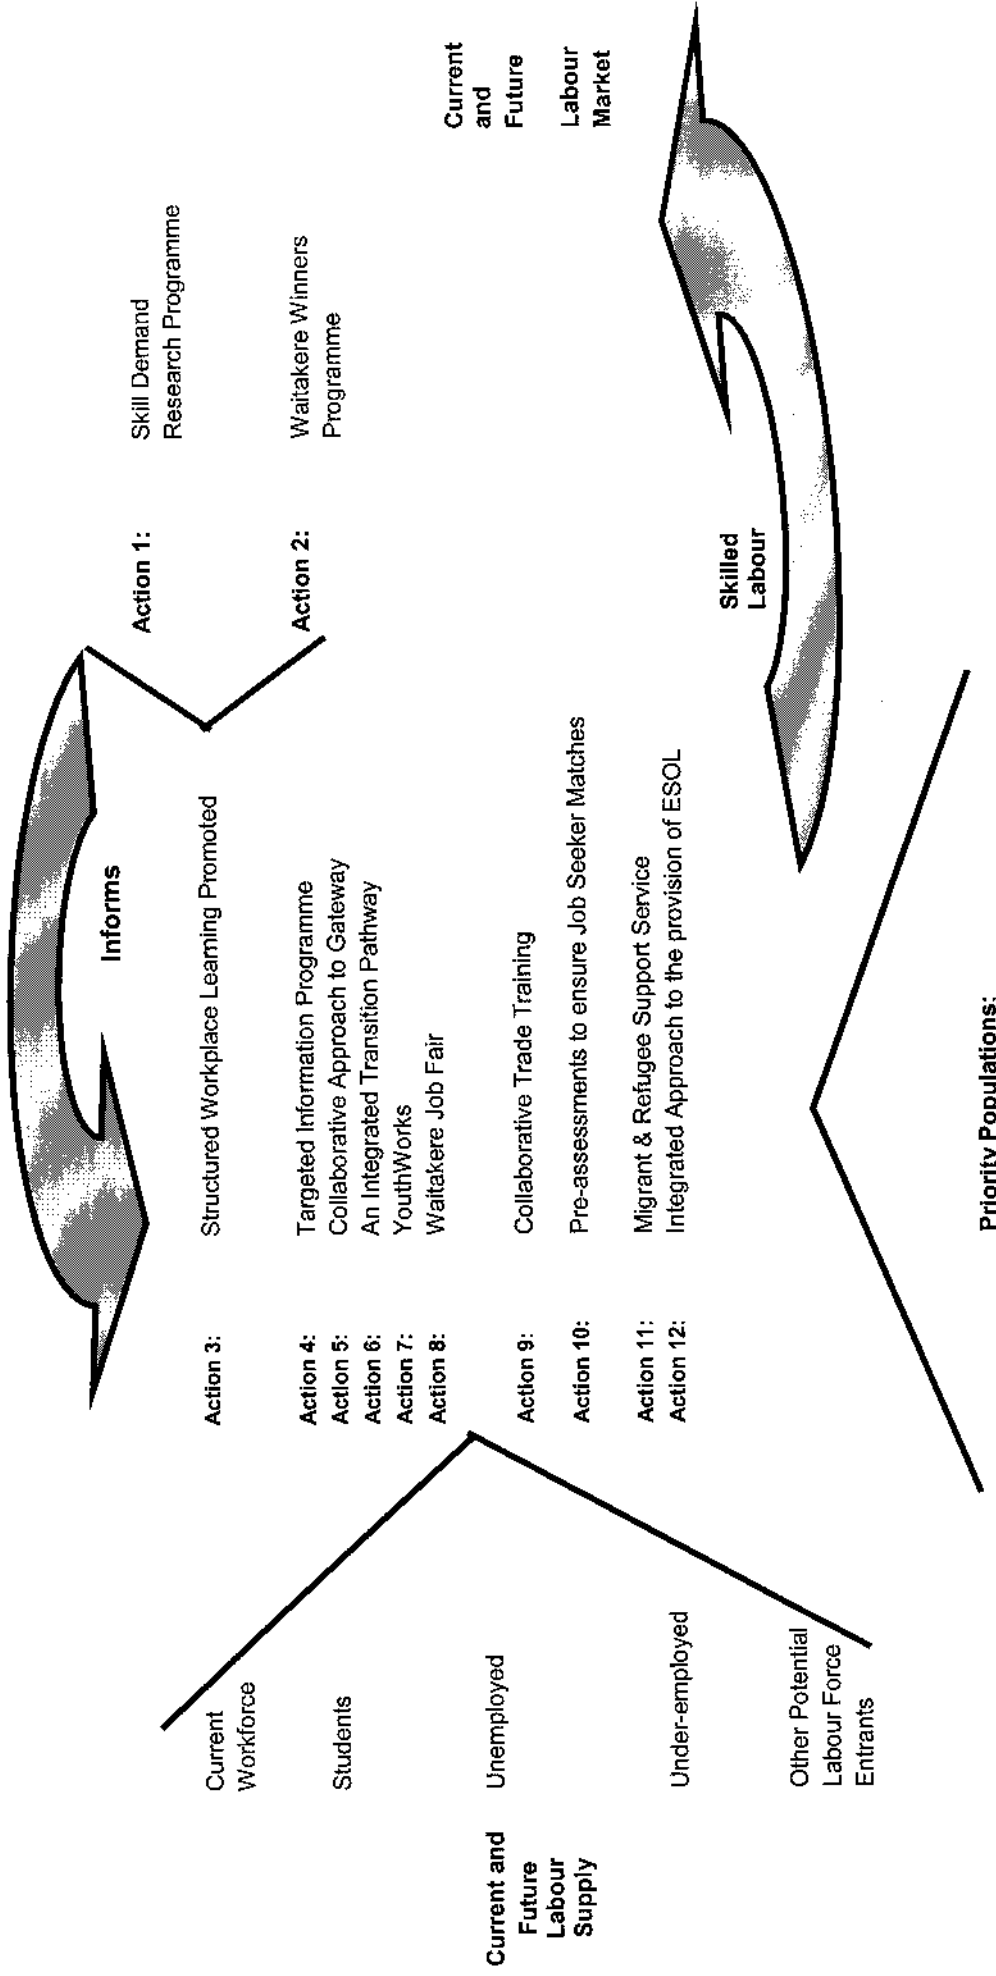 Current and
Future
Labour
Supply
Current
Workforce
Students
Unemployed
Under-employed
Other Potential
Labour Force
Entrants
Informs
Action 3: Structured Workplace Learning Promoted
Action 4: Targeted Information Programme
Action 5: Collaborative Approach to Gateway
Action 6: An Integrated Transition Pathway
Action 7: YouthWorks
Action 8: Waitakere Job Fair
Action 9: Collaborative Trade Training
Action 10: Pre-assessments to ensure Job Seeker Matches
Action 11: Migrant & Refugee Support Service
Action 12: Integrated Approach to the provision of ESOL
Action 1: Skill Demand
Research Programme
Action 2: Waitakere Winners
Programme
Current
and
Future
Labour
Market
Skilled
Labour
Priority Populations: